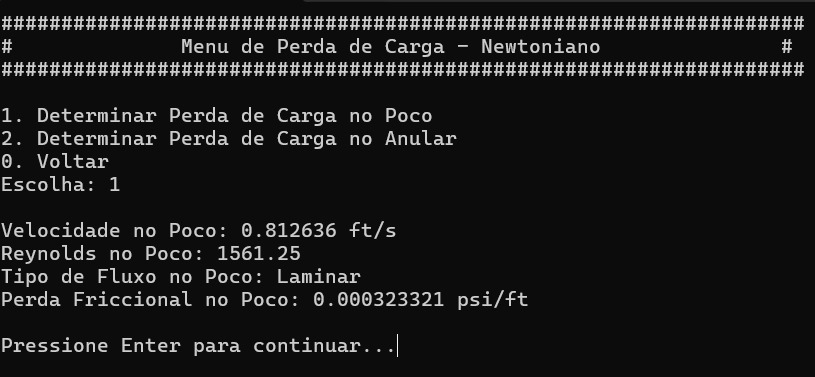 ###################################################################
#              Menu de Perda de Carga - Newtoniano               #
###################################################################
1. Determinar Perda de Carga no Poco
2. Determinar Perda de Carga no Anular
0. Voltar
Escolha: 1
Velocidade no Poco: 0.812636 ft/s
Reynolds no Poco: 1561.25
Tipo de Fluxo no Poco: Laminar
Perda Friccional no Poco: 0.000323321 psi/ft
Pressione Enter para continuar...